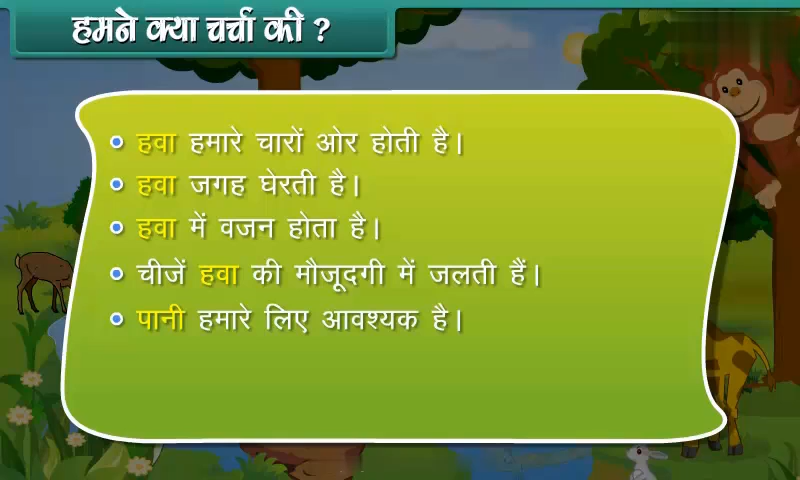 हमने क्या चर्चा की ?
हवा हमारे चारों ओर होती है।
हवा जगह घेरती है।
हवा में वजन होता है।
चीजें हवा की मौजूदगी में जलती हैं।
पानी हमारे लिए आवश्यक है।